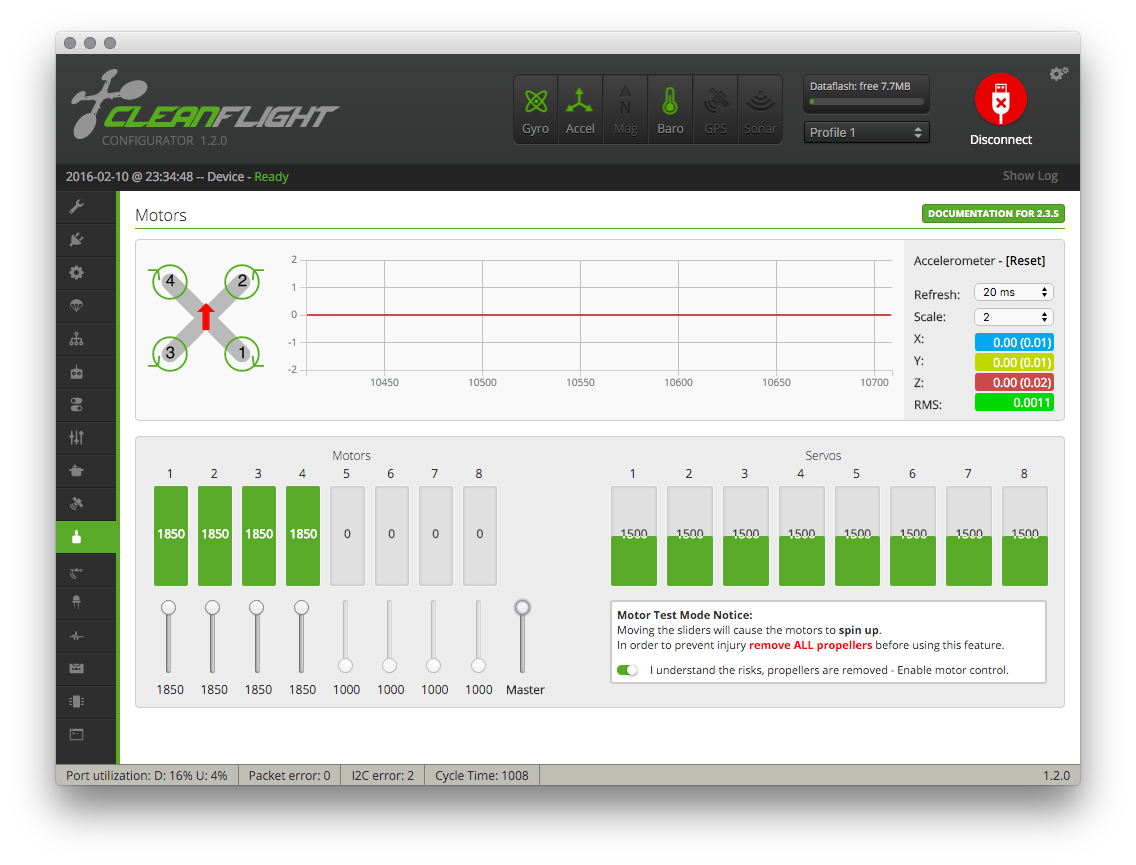 CLEANFLIGHT
CONFIGURATOR 1.2.0
Gyro Accel Mag Baro GPS Sonar
N
Dataflash: free 7.7MB
Profile 1
Disconnect
2016-02-10 @ 23:34:48 -- Device - Ready
Show Log
Motors
DOCUMENTATION FOR 2.3.5
4 2
3 1
2
1
0
-1
-2
10450 10500 10550 10600 10650 10700
Accelerometer - [Reset]
Refresh: 20 ms
Scale: 2
X: 0.00 (0.01)
Y: 0.00 (0.01)
Z: 0.00 (0.02)
RMS: 0.0011
Motors
1 2 3 4 5 6 7 8
1850 1850 1850 1850 0 0 0 0
1850 1850 1850 1850 1000 1000 1000 1000 Master
Servos
1 2 3 4 5 6 7 8
1500 1500 1500 1500 1500 1500 1500 1500
Motor Test Mode Notice:
Moving the sliders will cause the motors to spin up.
In order to prevent injury remove ALL propellers before using this feature.
I understand the risks, propellers are removed - Enable motor control.
Port utilization: D: 16% U: 4% Packet error: 0 I2C error: 2 Cycle Time: 1008 1.2.0